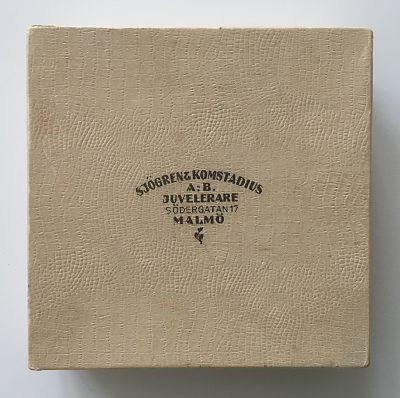 SJÖGREN & KOMSTADIUS
A:B.
JUVELERARE
SÖDERGATAN 17
MALMÖ